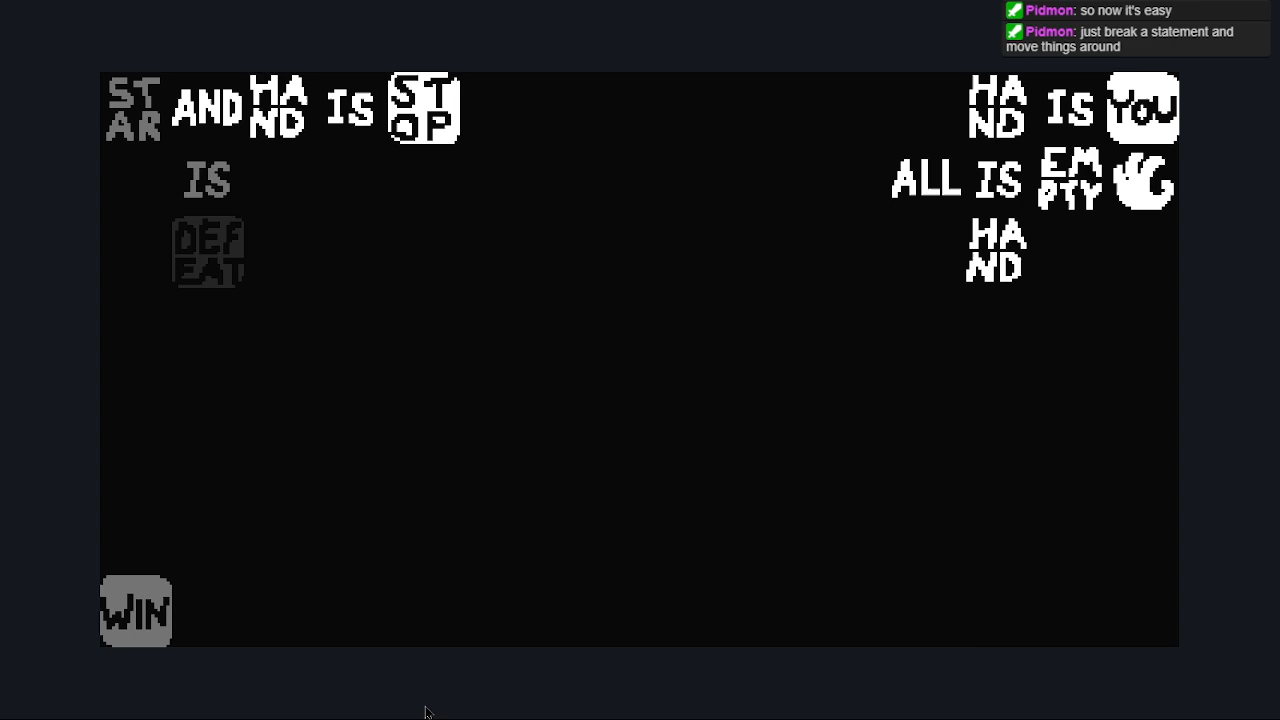 Pidmon: so now it's easy
Pidmon: just break a statement and
move things around
STAR AND HAND IS STOP HAND IS YOU
IS ALL IS EMPTY
DEFEAT HAND
WIN